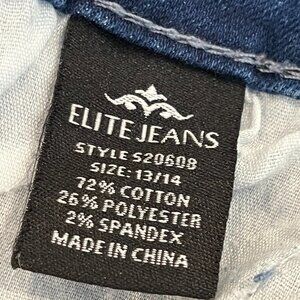 ELITE JEANS
STYLE S20608
SIZE: 13/14
72% COTTON
26% POLYESTER
2% SPANDEX
MADE IN CHINA